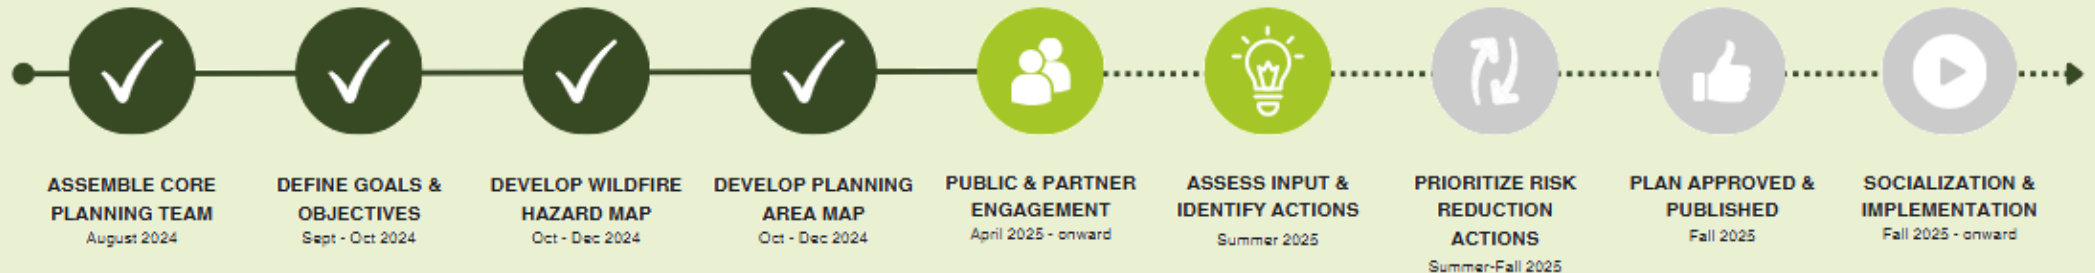 ASSEMBLE CORE
PLANNING TEAM
August 2024
DEFINE GOALS &
OBJECTIVES
Sept - Oct 2024
DEVELOP WILDFIRE
HAZARD MAP
Oct - Dec 2024
DEVELOP PLANNING
AREA MAP
Oct - Dec 2024
PUBLIC & PARTNER
ENGAGEMENT
April 2025 - onward
ASSESS INPUT &
IDENTIFY ACTIONS
Summer 2025
PRIORITIZE RISK
REDUCTION
ACTIONS
Summer-Fall 2025
PLAN APPROVED &
PUBLISHED
Fall 2025
SOCIALIZATION &
IMPLEMENTATION
Fall 2025 - onward